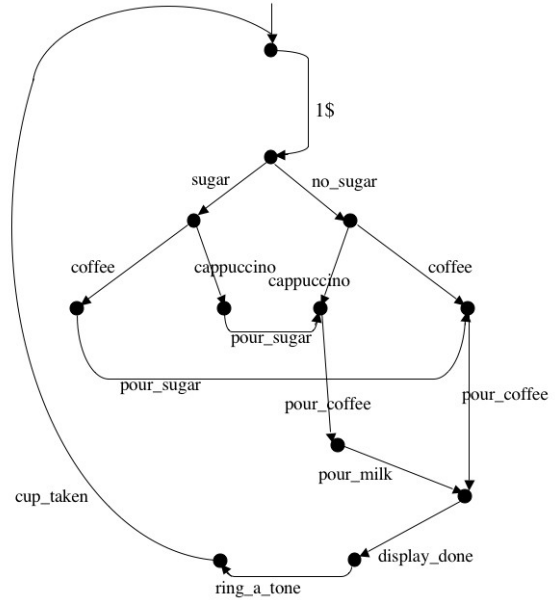 1$
sugar
no_sugar
coffee
cappuccino
coffee
cappuccino
pour_sugar
pour_sugar
pour_coffee
pour_coffee
pour_milk
cup_taken
display_done
ring_a_tone